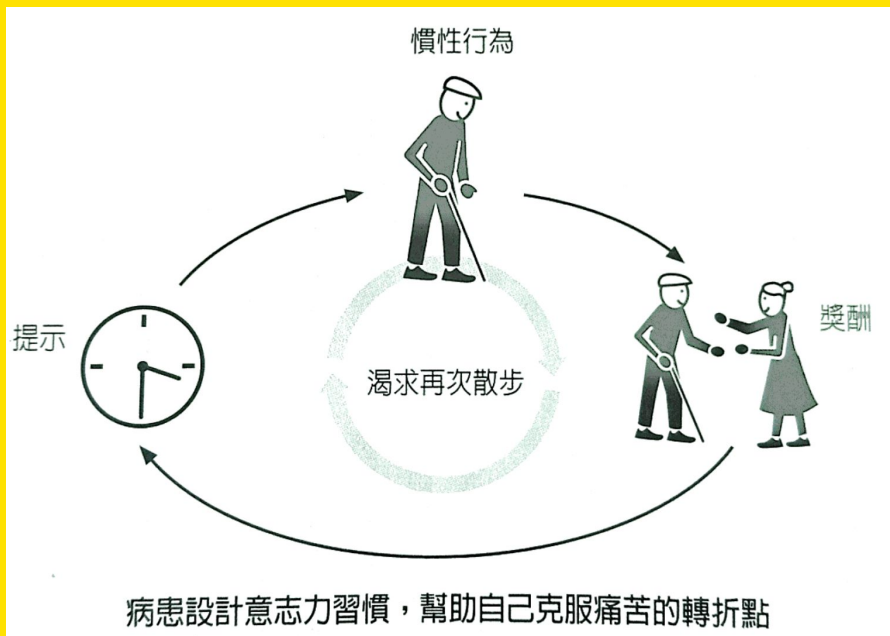 慣性行為
提示
獎酬
渴求再次散步
病患設計意志力習慣，幫助自己克服痛苦的轉折點